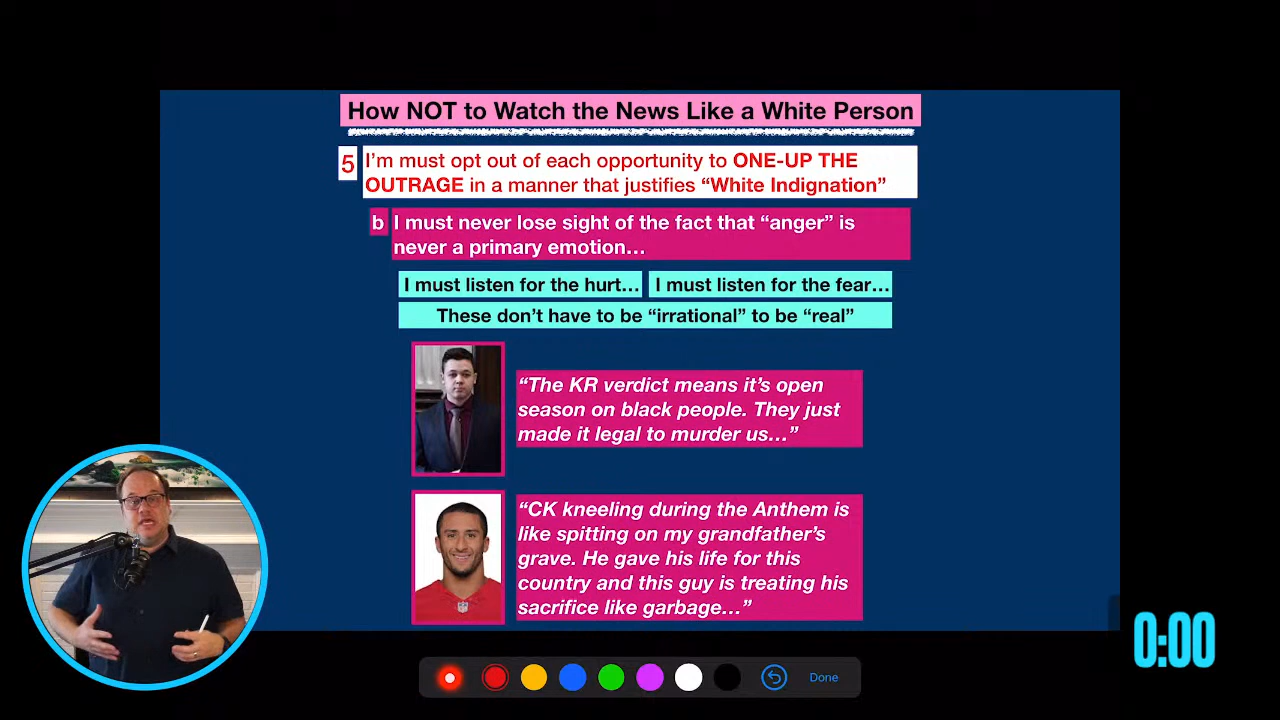 How NOT to Watch the News Like a White Person
5
I'm must opt out of each opportunity to ONE-UP THE
OUTRAGE in a manner that justifies “White Indignation”
b
I must never lose sight of the fact that “anger” is
never a primary emotion…
I must listen for the hurt…
I must listen for the fear…
These don't have to be “irrational” to be “real”
“The KR verdict means it's open
season on black people. They just
made it legal to murder us…”
“CK kneeling during the Anthem is
like spitting on my grandfather's
grave. He gave his life for this
country and this guy is treating his
sacrifice like garbage…”
0:00
Done